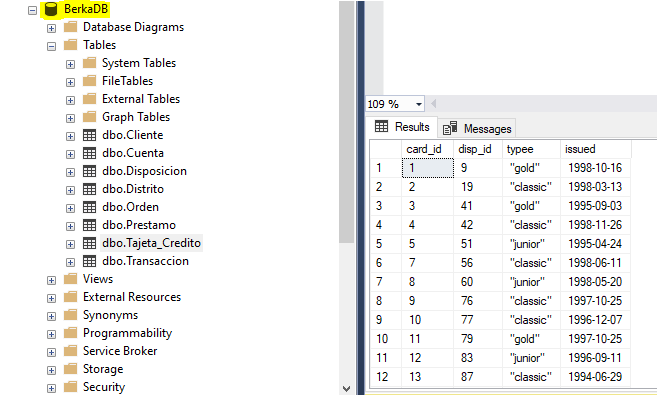 BerkaDB
Database Diagrams
Tables
System Tables
FileTables
External Tables
Graph Tables
dbo.Cliente
dbo.Cuenta
dbo.Disposicion
dbo.Distrito
dbo.Orden
dbo.Prestamo
dbo.Tajeta_Credito
dbo.Transaccion
Views
External Resources
Synonyms
Programmability
Service Broker
Storage
Security
109 %
Results Messages
card_id disp_id typee issued
1 1 9 "gold" 1998-10-16
2 2 19 "classic" 1998-03-13
3 3 41 "gold" 1995-09-03
4 4 42 "classic" 1998-11-26
5 5 51 "junior" 1995-04-24
6 7 56 "classic" 1998-06-11
7 8 60 "junior" 1998-05-20
8 9 76 "classic" 1997-10-25
9 10 77 "classic" 1996-12-07
10 11 79 "gold" 1997-10-25
11 12 83 "junior" 1996-09-11
12 13 87 "classic" 1994-06-29